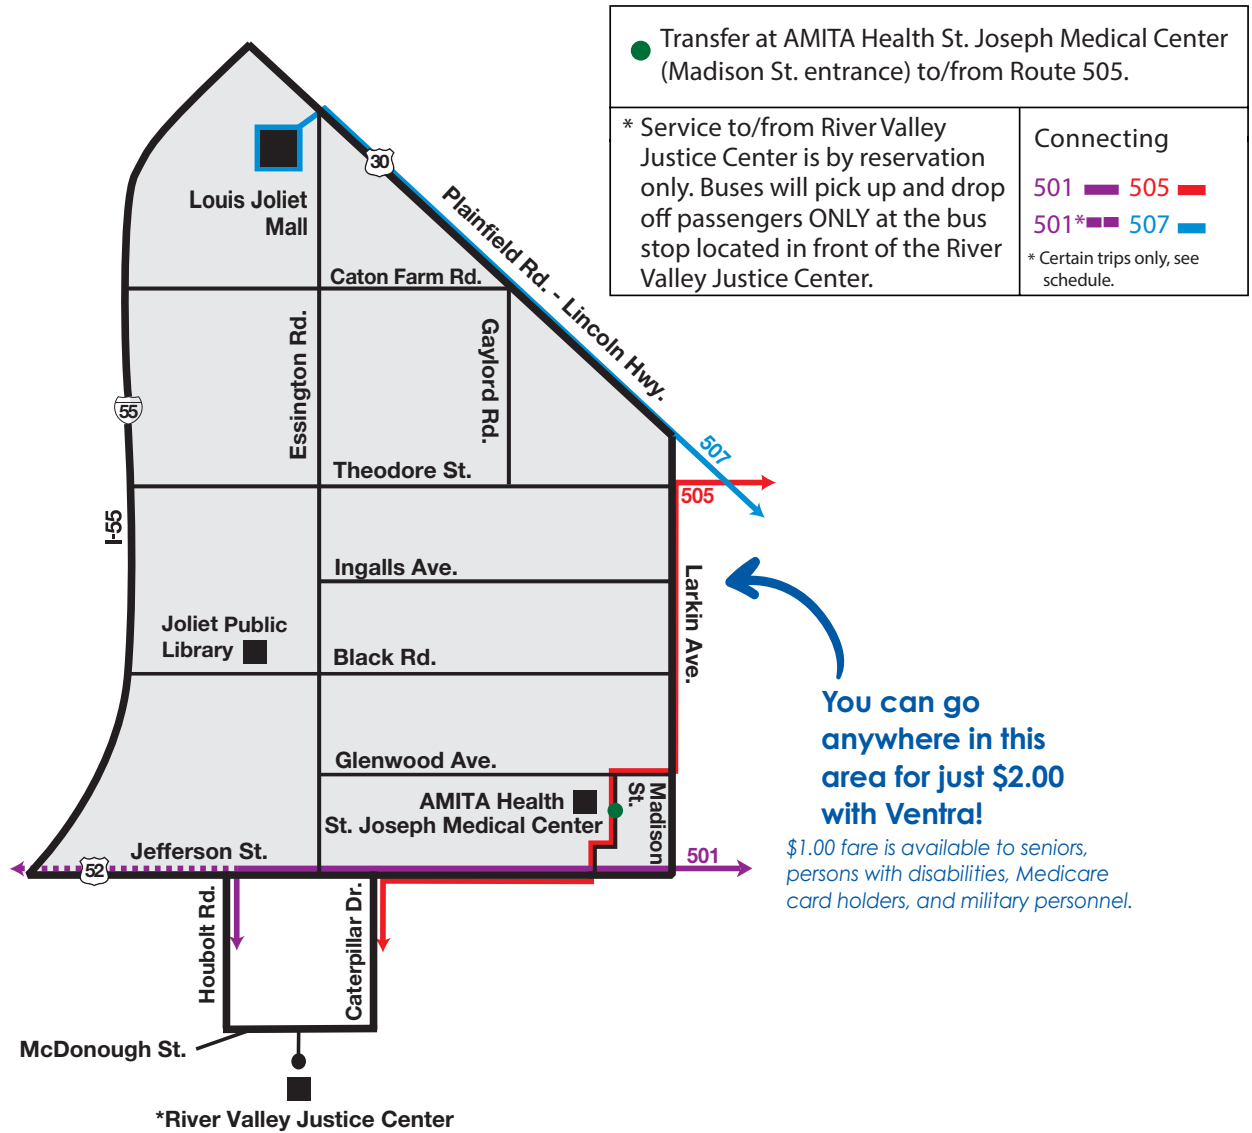 Transfer at AMITA Health St. Joseph Medical Center
(Madison St. entrance) to/from Route 505.
* Service to/from River Valley
Justice Center is by reservation
only. Buses will pick up and drop
off passengers ONLY at the bus
stop located in front of the River
Valley Justice Center.
Connecting
501 505
501* 507
* Certain trips only, see
schedule.
30
Louis Joliet
Mall
Plainfield Rd. - Lincoln Hwy.
Caton Farm Rd.
Essington Rd.
Gaylord Rd.
55
507
Theodore St.
505
I-55
Ingalls Ave.
Larkin Ave.
Joliet Public
Library
Black Rd.
You can go
anywhere in this
area for just $2.00
with Ventra!
$1.00 fare is available to seniors,
persons with disabilities, Medicare
card holders, and military personnel.
Glenwood Ave.
AMITA Health
St. Joseph Medical Center
Madison
St.
Jefferson St.
501
52
Houbolt Rd.
Caterpillar Dr.
McDonough St.
*River Valley Justice Center